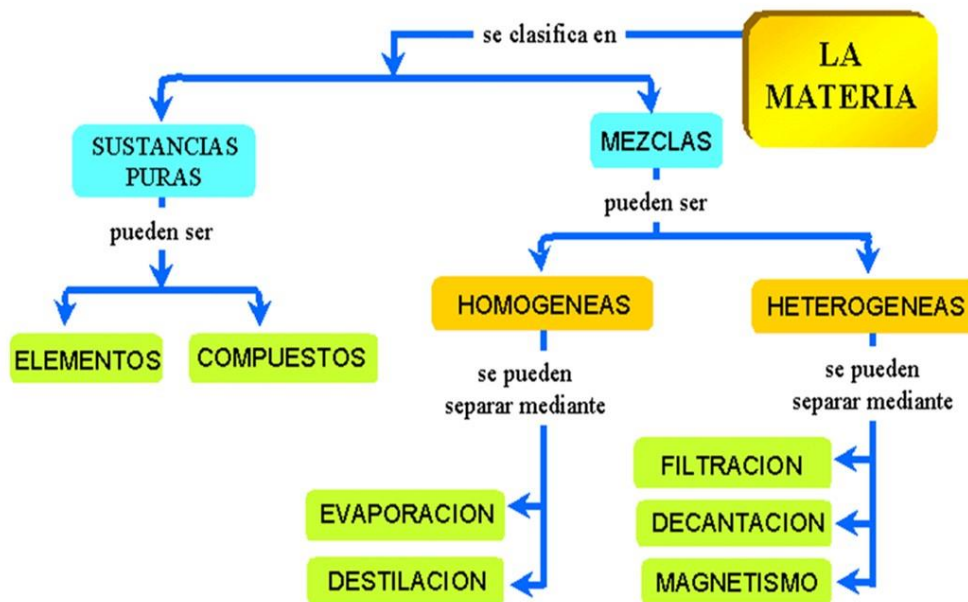 se clasifica en
LA
MATERIA
SUSTANCIAS
PURAS
MEZCLAS
pueden ser
pueden ser
HOMOGENEAS
HETEROGENEAS
ELEMENTOS
COMPUESTOS
se pueden
separar mediante
se pueden
separar mediante
FILTRACION
EVAPORACION
DECANTACION
DESTILACION
MAGNETISMO